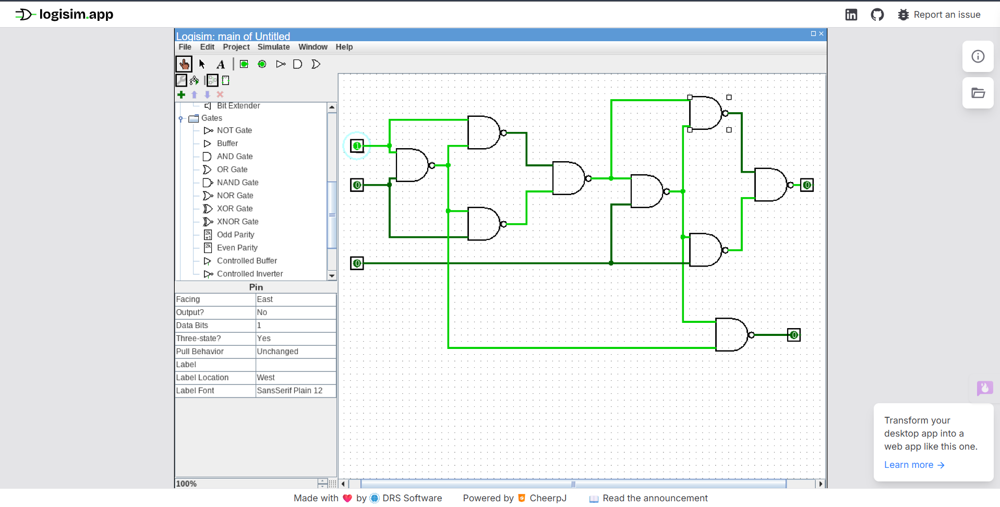 logisim.app
Report an issue
Logisim: main of Untitled
File Edit Project Simulate Window Help
A
Bit Extender
Gates
NOT Gate
Buffer
AND Gate
OR Gate
NAND Gate
NOR Gate
XOR Gate
XNOR Gate
2k+1 Odd Parity
2k Even Parity
Controlled Buffer
Controlled Inverter
Pin
Facing East
Output? No
Data Bits 1
Three-state? Yes
Pull Behavior Unchanged
Label
Label Location West
Label Font SansSerif Plain 12
100%
1
0
0
0
0
Transform your
desktop app into a
web app like this one.
Learn more →
Made with ❤ by DRS Software Powered by CheerpJ Read the announcement